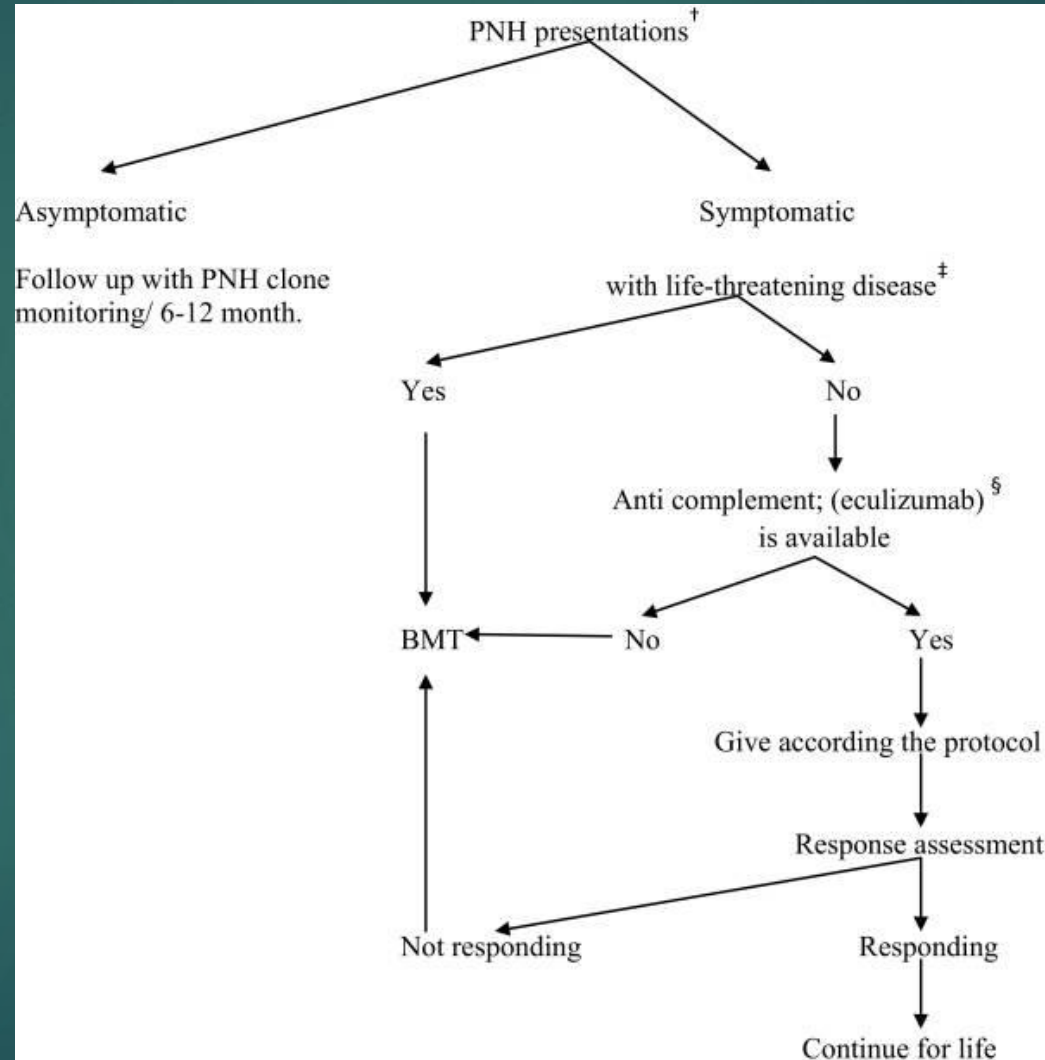 PNH presentations†
Asymptomatic
Symptomatic
Follow up with PNH clone
monitoring/ 6-12 month.
with life-threatening disease‡
Yes
No
Anti complement; (eculizumab) §
is available
BMT
No
Yes
Give according the protocol
Response assessment
Not responding
Responding
Continue for life